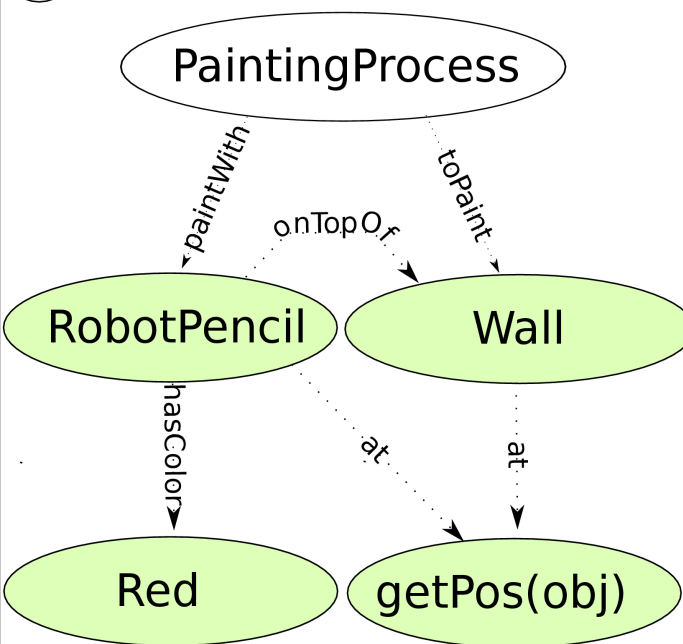 PaintingProcess
paintWith
toPaint
onTopOf
RobotPencil
Wall
hasColor
at
at
Red
getPos(obj)